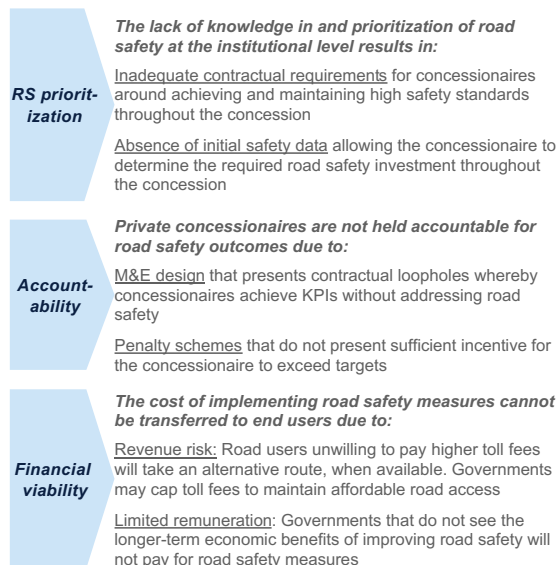 RS priorit-
ization
The lack of knowledge in and prioritization of road
safety at the institutional level results in:
Inadequate contractual requirements for concessionaires
around achieving and maintaining high safety standards
throughout the concession
Absence of initial safety data allowing the concessionaire to
determine the required road safety investment throughout
the concession
Account-
ability
Private concessionaires are not held accountable for
road safety outcomes due to:
M&E design that presents contractual loopholes whereby
concessionaires achieve KPIs without addressing road
safety
Penalty schemes that do not present sufficient incentive for
the concessionaire to exceed targets
Financial
viability
The cost of implementing road safety measures cannot
be transferred to end users due to:
Revenue risk: Road users unwilling to pay higher toll fees
will take an alternative route, when available. Governments
may cap toll fees to maintain affordable road access
Limited remuneration: Governments that do not see the
longer-term economic benefits of improving road safety will
not pay for road safety measures